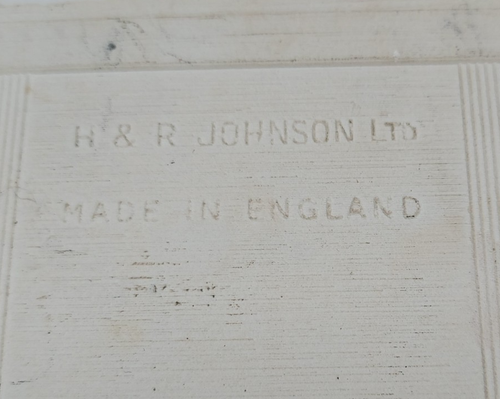 H & R JOHNSON LTD
MADE IN ENGLAND